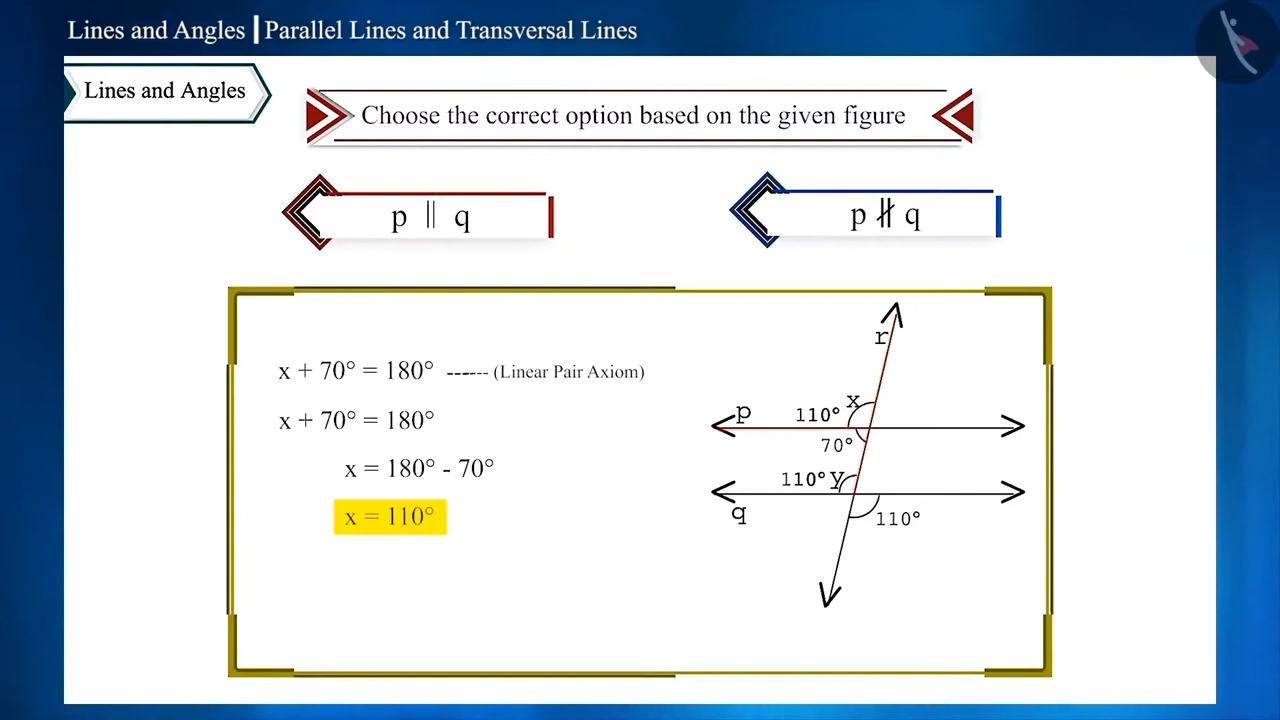 Lines and Angles | Parallel Lines and Transversal Lines
Lines and Angles
Choose the correct option based on the given figure
p ∥ q
p ∦ q
x + 70° = 180° ------ (Linear Pair Axiom)
x + 70° = 180°
x = 180° - 70°
x = 110°
r
x
p
110°
70°
110° y
q
110°